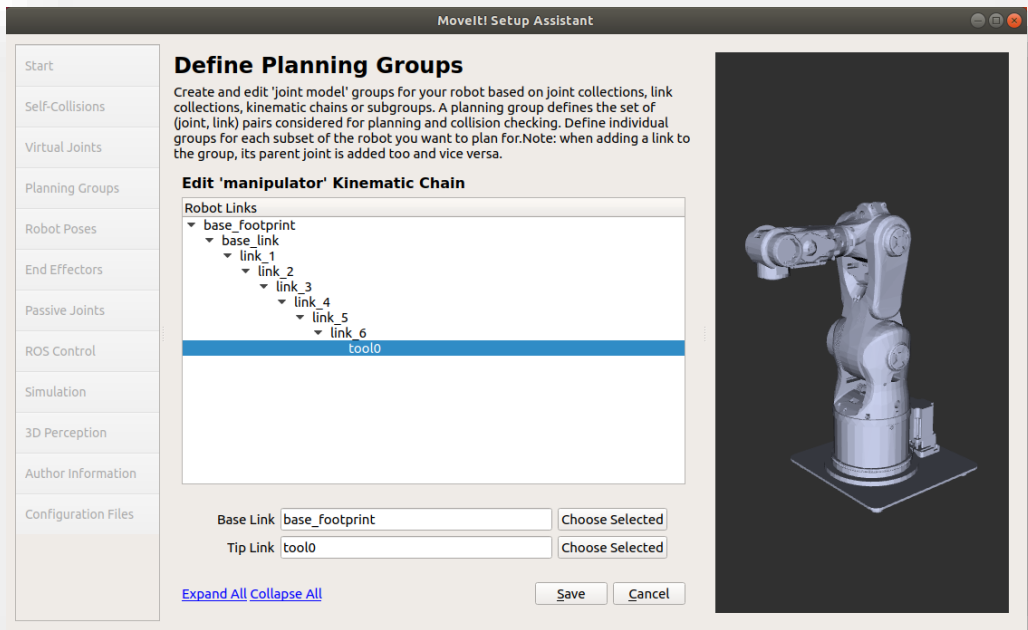 MoveIt! Setup Assistant
Start
Self-Collisions
Virtual Joints
Planning Groups
Robot Poses
End Effectors
Passive Joints
ROS Control
Simulation
3D Perception
Author Information
Configuration Files
Define Planning Groups
Create and edit 'joint model' groups for your robot based on joint collections, link
collections, kinematic chains or subgroups. A planning group defines the set of
(joint, link) pairs considered for planning and collision checking. Define individual
groups for each subset of the robot you want to plan for.Note: when adding a link to
the group, its parent joint is added too and vice versa.
Edit 'manipulator' Kinematic Chain
Robot Links
base_footprint
base_link
link_1
link_2
link_3
link_4
link_5
link_6
tool0
Base Link base_footprint Choose Selected
Tip Link tool0 Choose Selected
Expand All Collapse All Save Cancel